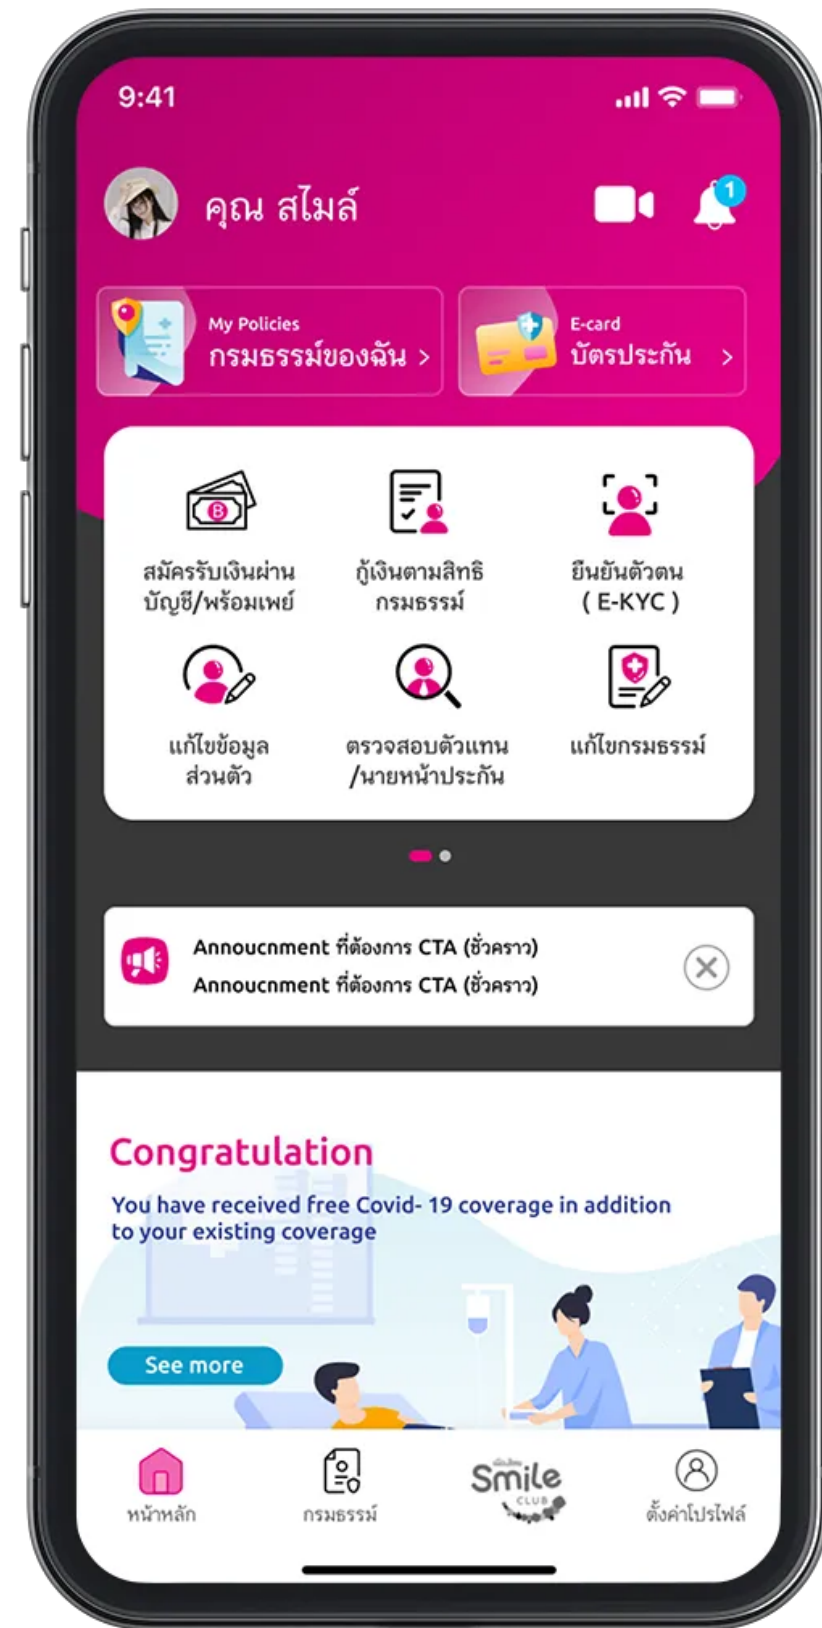 9:41
คุณ สไมล์
1
My Policies
กรมธรรม์ของฉัน >
E-card
บัตรประกัน >
สมัครรับเงินผ่าน
บัญชี/พร้อมเพย์
กู้เงินตามสิทธิ
กรมธรรม์
ยืนยันตัวตน
( E-KYC )
แก้ไขข้อมูล
ส่วนตัว
ตรวจสอบตัวแทน
/นายหน้าประกัน
แก้ไขกรมธรรม์
Annoucnment ที่ต้องการ CTA (ชั่วคราว)
Annoucnment ที่ต้องการ CTA (ชั่วคราว)
Congratulation
You have received free Covid- 19 coverage in addition
to your existing coverage
See more
หน้าหลัก
กรมธรรม์
เมืองไทย
Smile
CLUB
ตั้งค่าโปรไฟล์